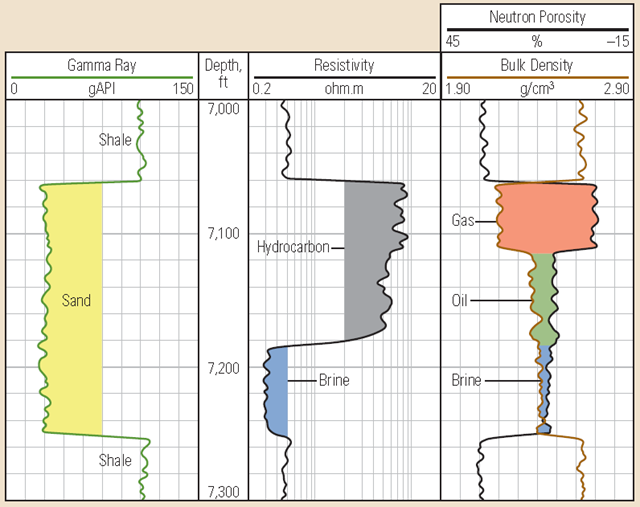 Neutron Porosity
45 % –15
Gamma Ray
0 gAPI 150
Depth,
ft
Resistivity
0.2 ohm.m 20
Bulk Density
1.90 g/cm³ 2.90
7,000
Shale
7,100
Hydrocarbon
Gas
Sand
Oil
7,200
Brine
Brine
Shale
7,300